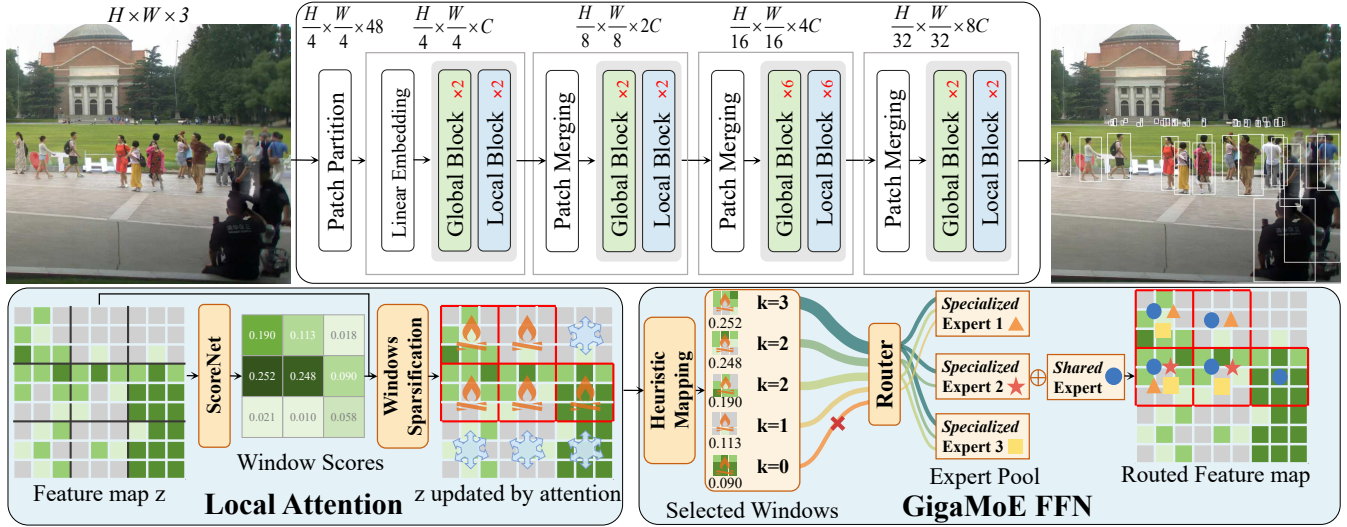 H×W×3
H/4 × W/4 ×48
H/4 × W/4 ×C
H/8 × W/8 ×2C
H/16 × W/16 ×4C
H/32 × W/32 ×8C
Patch Partition
Linear Embedding
Global Block ×2
Local Block ×2
Patch Merging
Global Block ×2
Local Block ×2
Patch Merging
Global Block ×6
Local Block ×6
Patch Merging
Global Block ×2
Local Block ×2
Feature map z
ScoreNet
0.190 0.113 0.018
0.252 0.248 0.090
0.021 0.010 0.058
Window Scores
Windows
Sparsification
z updated by attention
Local Attention
Heuristic
Mapping
0.252
0.248
0.190
0.113
0.090
k=3
k=2
k=2
k=1
k=0
Selected Windows
Router
Specialized
Expert 1
Specialized
Expert 2
Specialized
Expert 3
Expert Pool
Shared
Expert
Routed Feature map
GigaMoE FFN